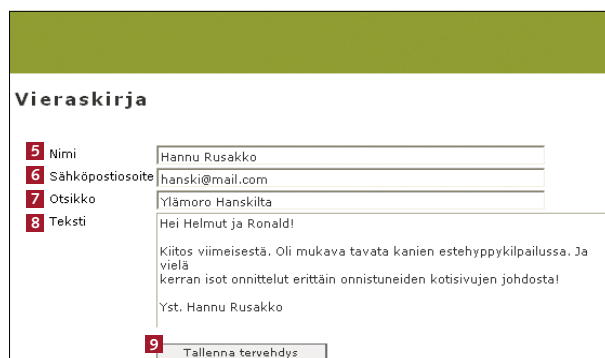 Vieraskirja
5 Nimi Hannu Rusakko
6 Sähköpostiosoite hanski@mail.com
7 Otsikko Ylämoro Hanskilta
8 Teksti Hei Helmut ja Ronald!
Kiitos viimeisestä. Oli mukava tavata kanien estehyppykilpailussa. Ja
vielä
kerran isot onnittelut erittäin onnistuneiden kotisivujen johdosta!
Yst. Hannu Rusakko
9 Tallenna tervehdys